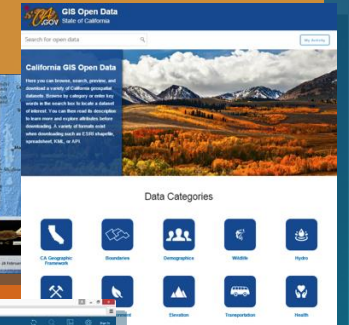 GIS Open Data
State of California
Search for open data
California GIS Open Data
Here you can browse, search, preview, and
download a variety of California geospatial
datasets. Browse by category or enter key
words in the search box to locate a dataset
of interest. You can then read its description
to learn more and explore attributes before
downloading. A variety of formats exist
when downloading such as ESRI shapefile,
spreadsheet, KML, or API.
Data Categories
CA Geographic
Framework
Boundaries
Demographics
Wildlife
Hydro
Elevation
Transportation
Health